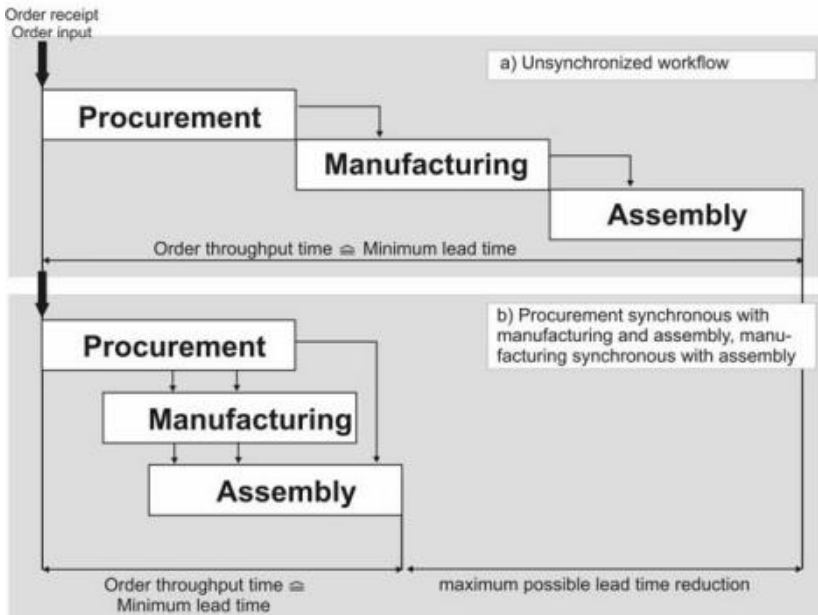 Order receipt
Order input
a) Unsynchronized workflow
Procurement
Manufacturing
Assembly
Order throughput time ≙ Minimum lead time
b) Procurement synchronous with
manufacturing and assembly, manu-
facturing synchronous with assembly
Procurement
Manufacturing
Assembly
Order throughput time ≙
Minimum lead time
maximum possible lead time reduction